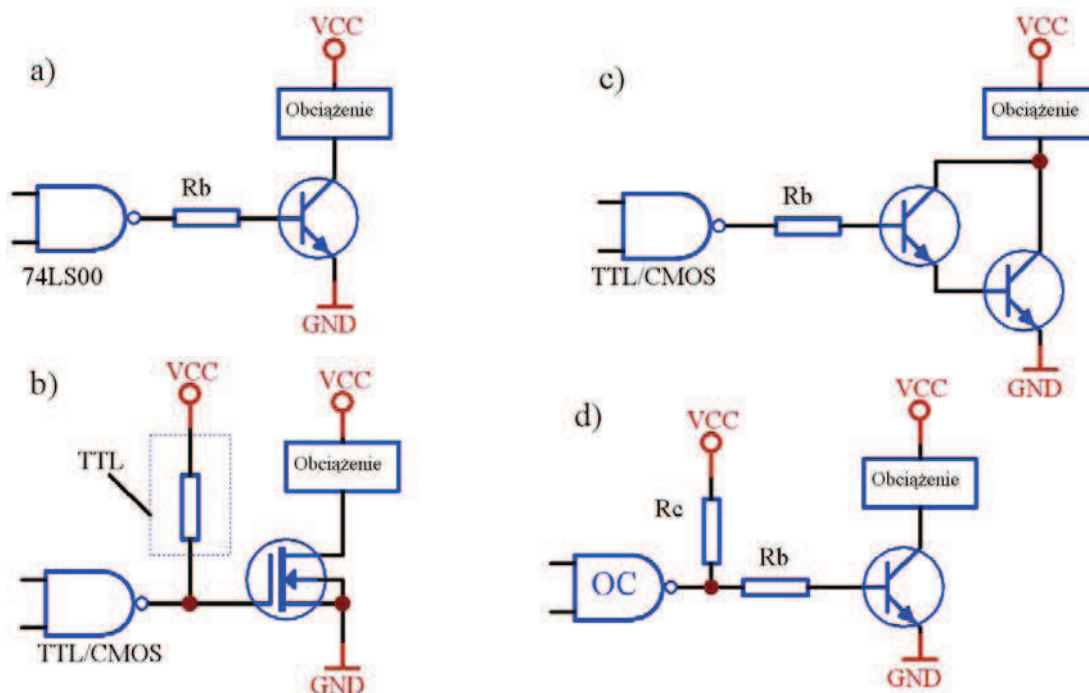 a)
VCC
Obciążenie
Rb
74LS00
GND
c)
VCC
Obciążenie
Rb
TTL/CMOS
GND
b)
VCC
VCC
TTL
Obciążenie
TTL/CMOS
GND
d)
VCC
VCC
Obciążenie
Rc
Rb
OC
GND